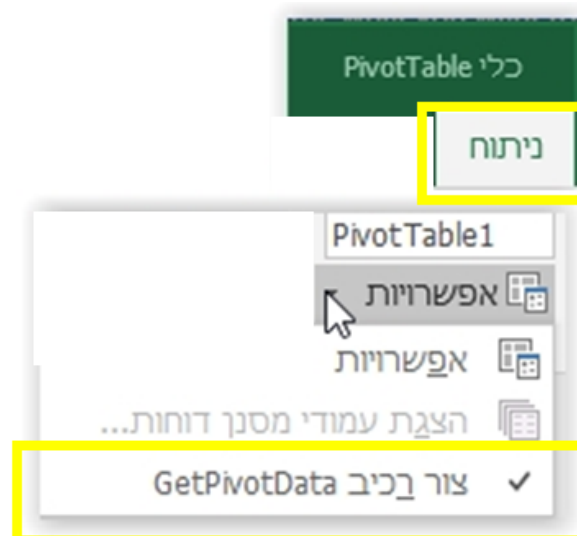 כלי PivotTable
ניתוח
PivotTable1
אפשרויות
אפשרויות
הצגת עמודי מסנן דוחות...
צור רכיב GetPivotData